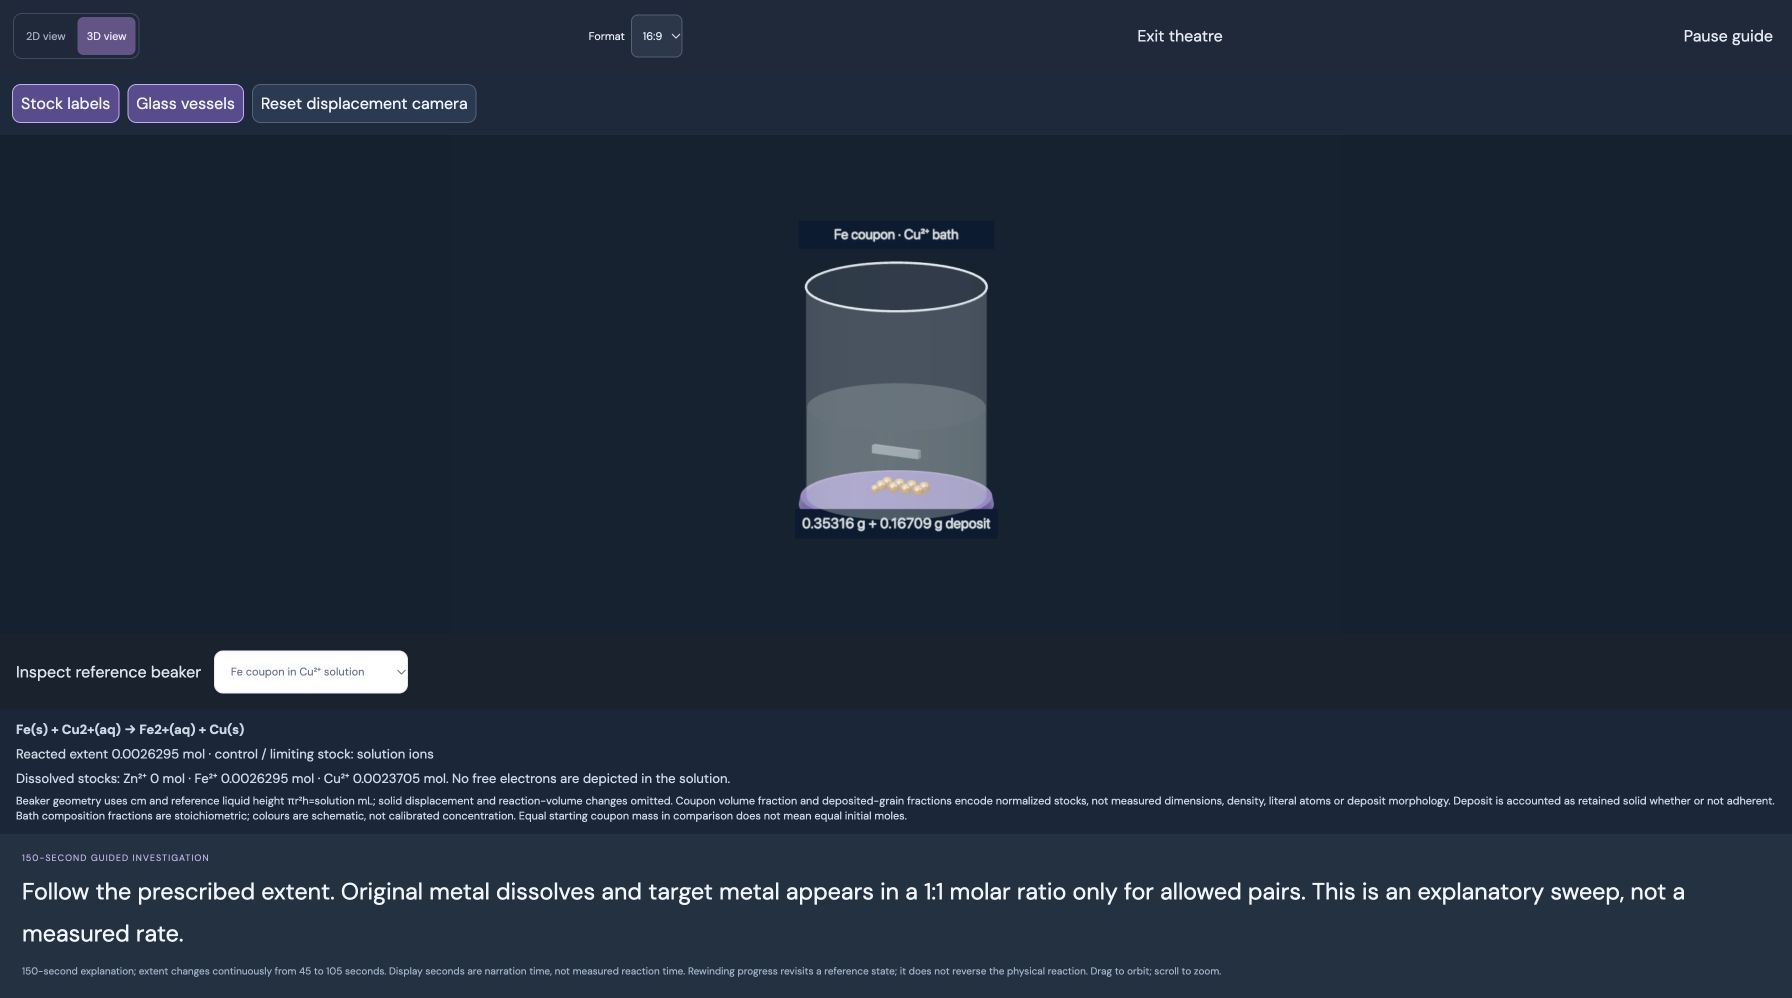 2D view
3D view
Format
16:9
Exit theatre
Pause guide
Stock labels
Glass vessels
Reset displacement camera
Fe coupon · Cu²⁺ bath
0.35316 g + 0.16709 g deposit
Inspect reference beaker
Fe coupon in Cu²⁺ solution
Fe(s) + Cu2+(aq) → Fe2+(aq) + Cu(s)
Reacted extent 0.0026295 mol · control / limiting stock: solution ions
Dissolved stocks: Zn²⁺ 0 mol · Fe²⁺ 0.0026295 mol · Cu²⁺ 0.0023705 mol. No free electrons are depicted in the solution.
Beaker geometry uses cm and reference liquid height πr²h=solution mL; solid displacement and reaction-volume changes omitted. Coupon volume fraction and deposited-grain fractions encode normalized stocks, not measured dimensions, density, literal atoms or deposit morphology. Deposit is accounted as retained solid whether or not adherent.
Bath composition fractions are stoichiometric; colours are schematic, not calibrated concentration. Equal starting coupon mass in comparison does not mean equal initial moles.
150-SECOND GUIDED INVESTIGATION
Follow the prescribed extent. Original metal dissolves and target metal appears in a 1:1 molar ratio only for allowed pairs. This is an explanatory sweep, not a
measured rate.
150-second explanation; extent changes continuously from 45 to 105 seconds. Display seconds are narration time, not measured reaction time. Rewinding progress revisits a reference state; it does not reverse the physical reaction. Drag to orbit; scroll to zoom.